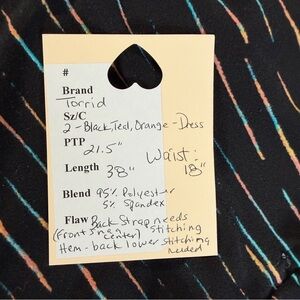 #
Brand
Torrid
Sz/C
2-Black, Teal, Orange-Dress
PTP
21.5"
Waist: 18"
Length 38"
Blend 95% Polyester
5% Spandex
Flaw Back Strap needs
(Front Center) Stitching
Hem-back lower stitching
needed